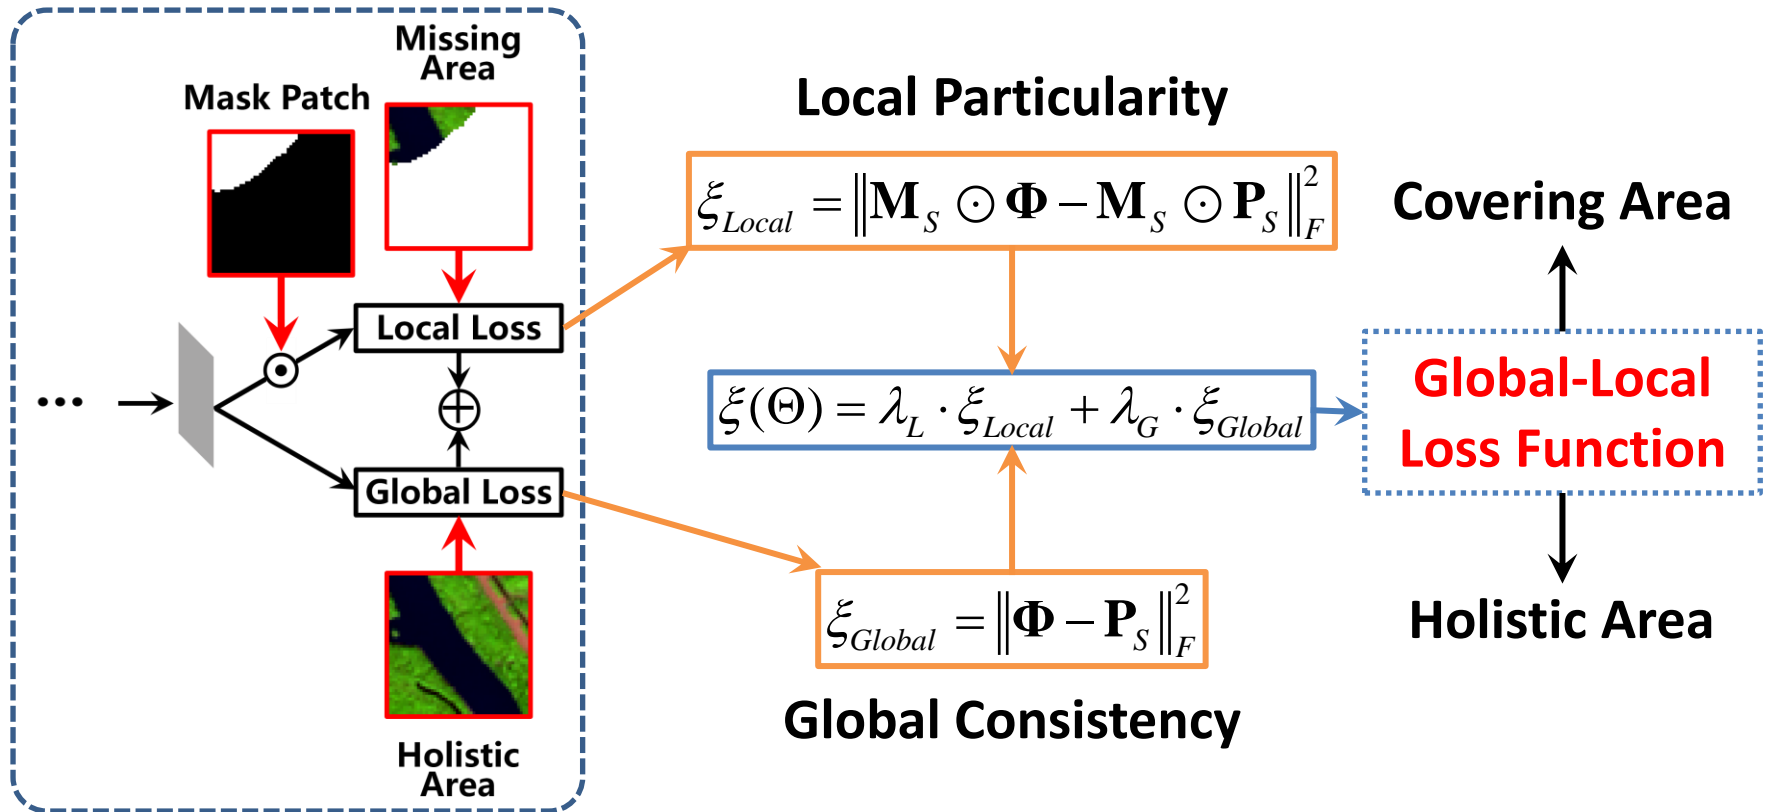 Missing
Area
Mask Patch
Local Loss
Global Loss
Holistic
Area
...
Local Particularity
ξ_Local = ‖M_S ⊙ Φ − M_S ⊙ P_S‖_F^2
ξ(Θ) = λ_L · ξ_Local + λ_G · ξ_Global
ξ_Global = ‖Φ − P_S‖_F^2
Global Consistency
Covering Area
Global-Local
Loss Function
Holistic Area